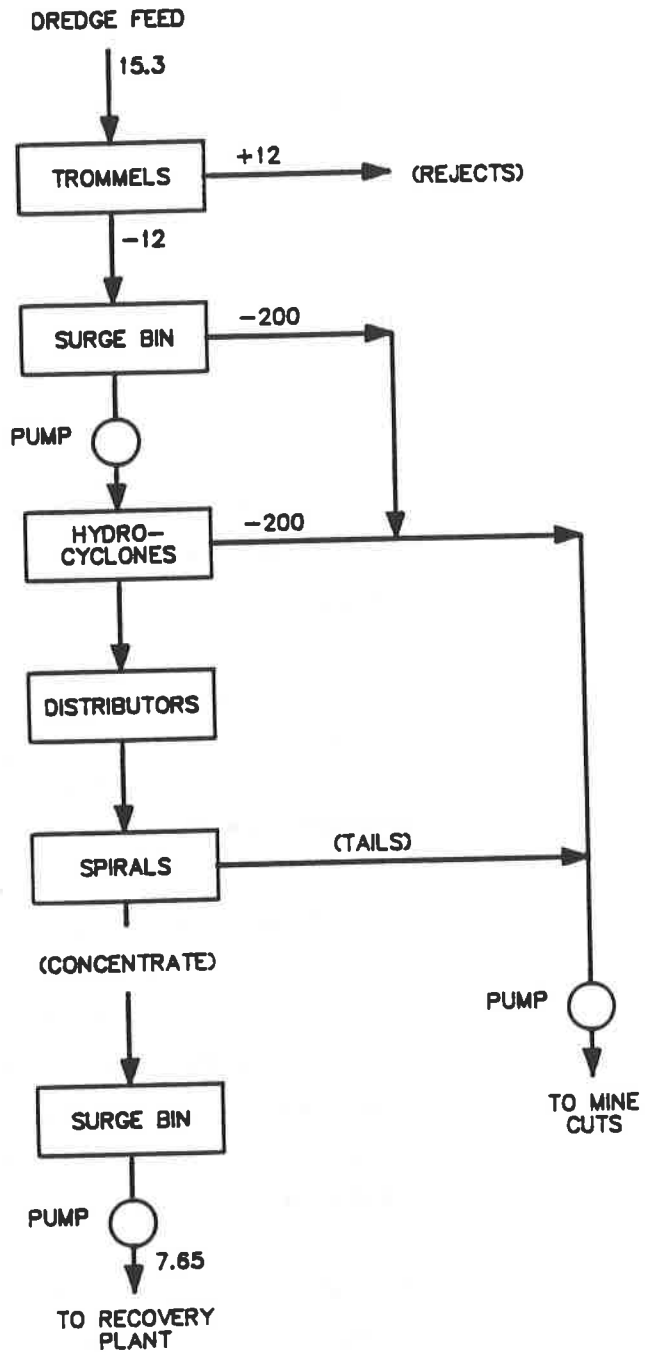 DREDGE FEED
15.3
TROMMELS
+12
(REJECTS)
-12
SURGE BIN
-200
PUMP
HYDRO-
CYCLONES
-200
DISTRIBUTORS
SPIRALS
(TAILS)
(CONCENTRATE)
PUMP
TO MINE
CUTS
SURGE BIN
PUMP
7.65
TO RECOVERY
PLANT